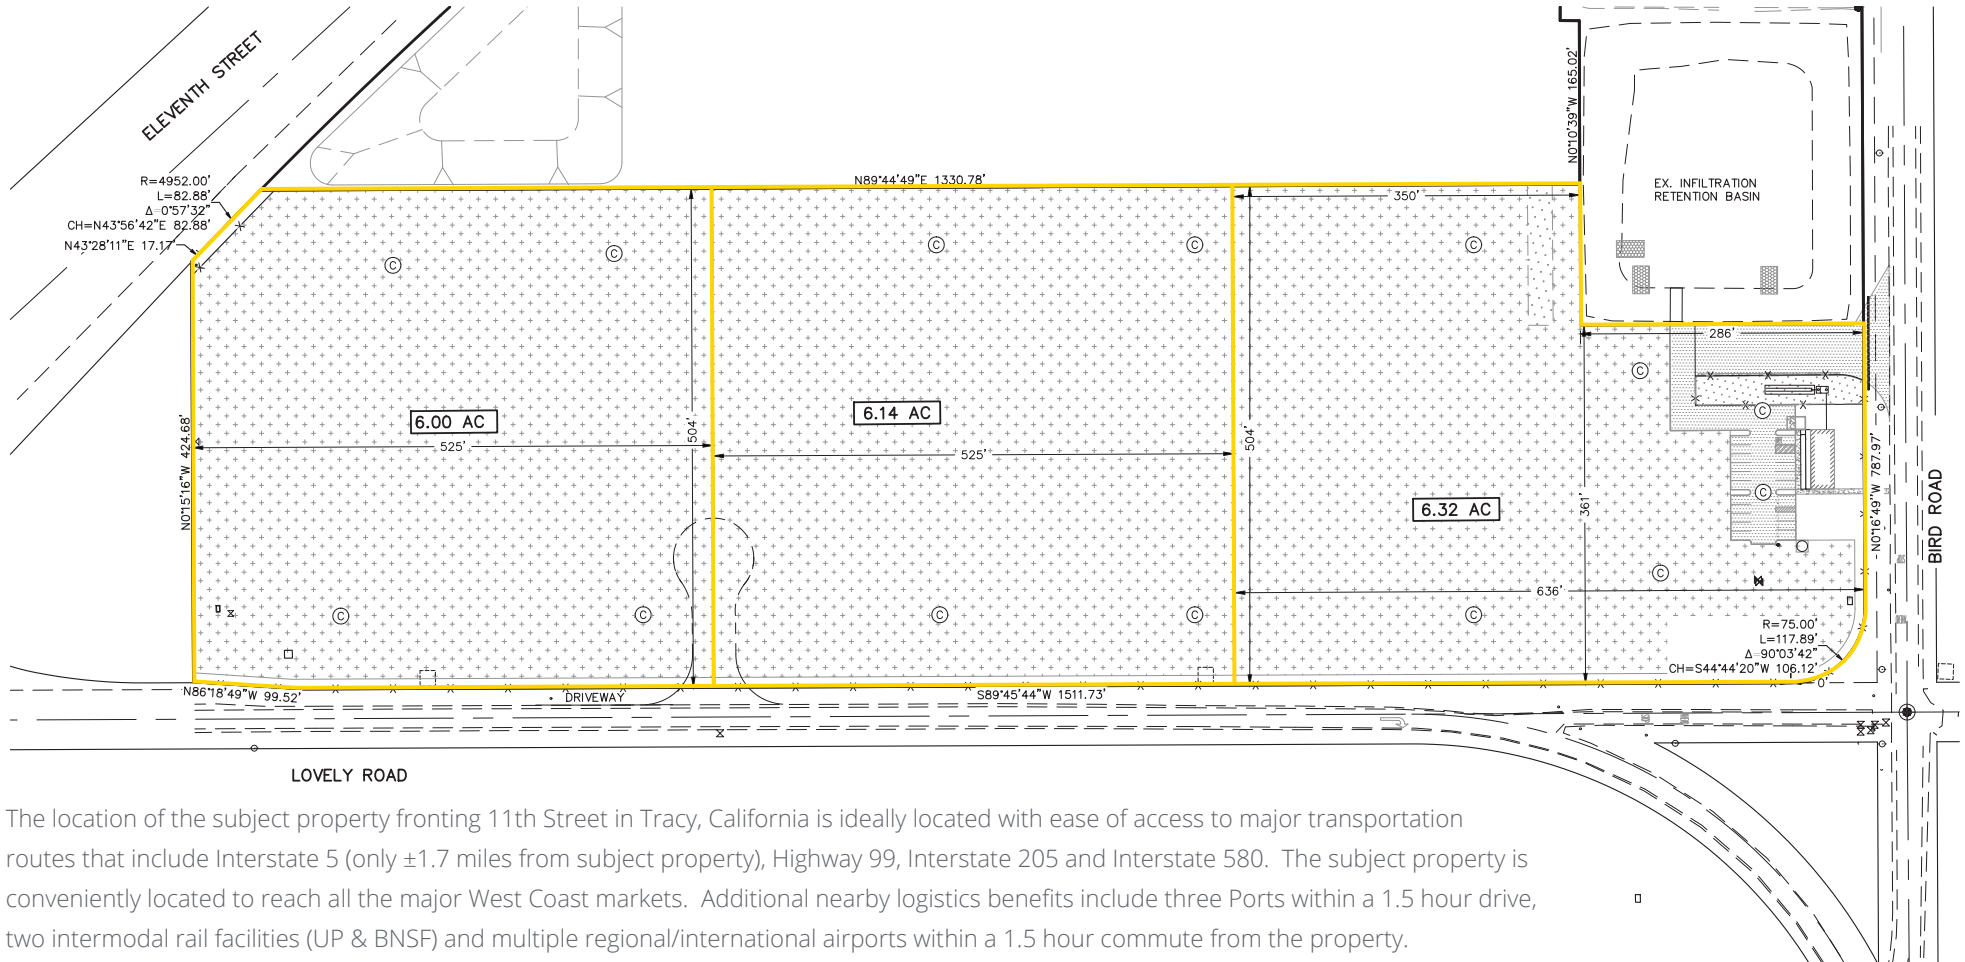 ELEVENTH STREET
R=4952.00'
L=82.88'
Δ=0°57'32"
CH=N43°56'42"E 82.88'
N43°28'11"E 17.17'
N89°44'49"E 1330.78'
350'
N0°10'39"W 165.02'
EX. INFILTRATION
RETENTION BASIN
286'
C
C
C
C
C
C
C
6.00 AC
525'
504'
6.14 AC
525'
504'
6.32 AC
361'
C
N0°15'16"W 424.68'
N0°16'49"W 787.97'
BIRD ROAD
636'
C
C
C
C
C
C
R=75.00'
L=117.89'
Δ=90°03'42"
CH=S44°44'20"W 106.12'
0'
N86°18'49"W 99.52'
DRIVEWAY
S89°45'44"W 1511.73'
LOVELY ROAD
The location of the subject property fronting 11th Street in Tracy, California is ideally located with ease of access to major transportation
routes that include Interstate 5 (only ±1.7 miles from subject property), Highway 99, Interstate 205 and Interstate 580. The subject property is
conveniently located to reach all the major West Coast markets. Additional nearby logistics benefits include three Ports within a 1.5 hour drive,
two intermodal rail facilities (UP & BNSF) and multiple regional/international airports within a 1.5 hour commute from the property.